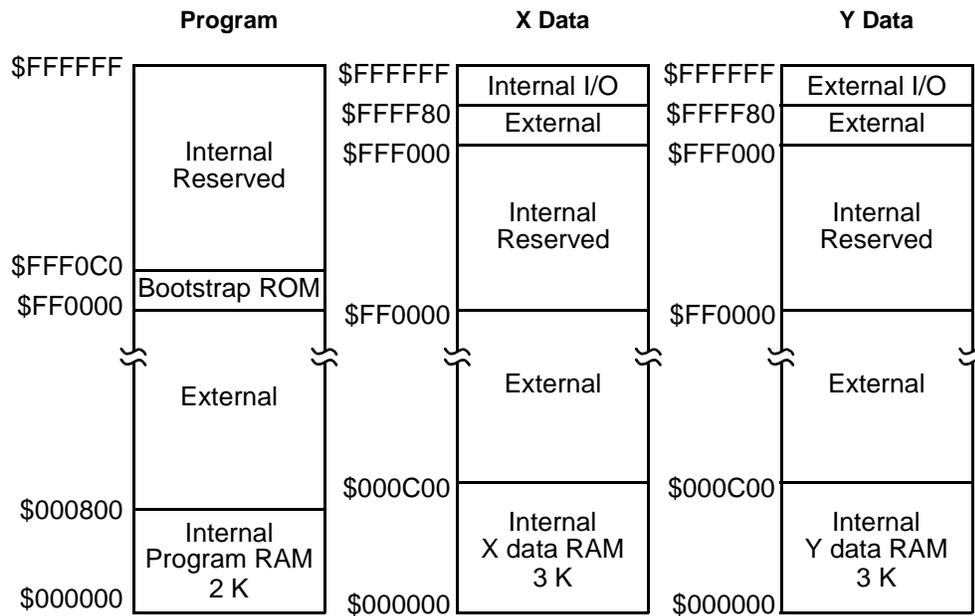 Program
X Data
Y Data
$FFFFFF
Internal
Reserved
$FFF0C0
Bootstrap ROM
$FF0000
External
$000800
Internal
Program RAM
2 K
$000000
$FFFFFF
Internal I/O
$FFFF80
External
$FFF000
Internal
Reserved
$FF0000
External
$000C00
Internal
X data RAM
3 K
$000000
$FFFFFF
External I/O
$FFFF80
External
$FFF000
Internal
Reserved
$FF0000
External
$000C00
Internal
Y data RAM
3 K
$000000